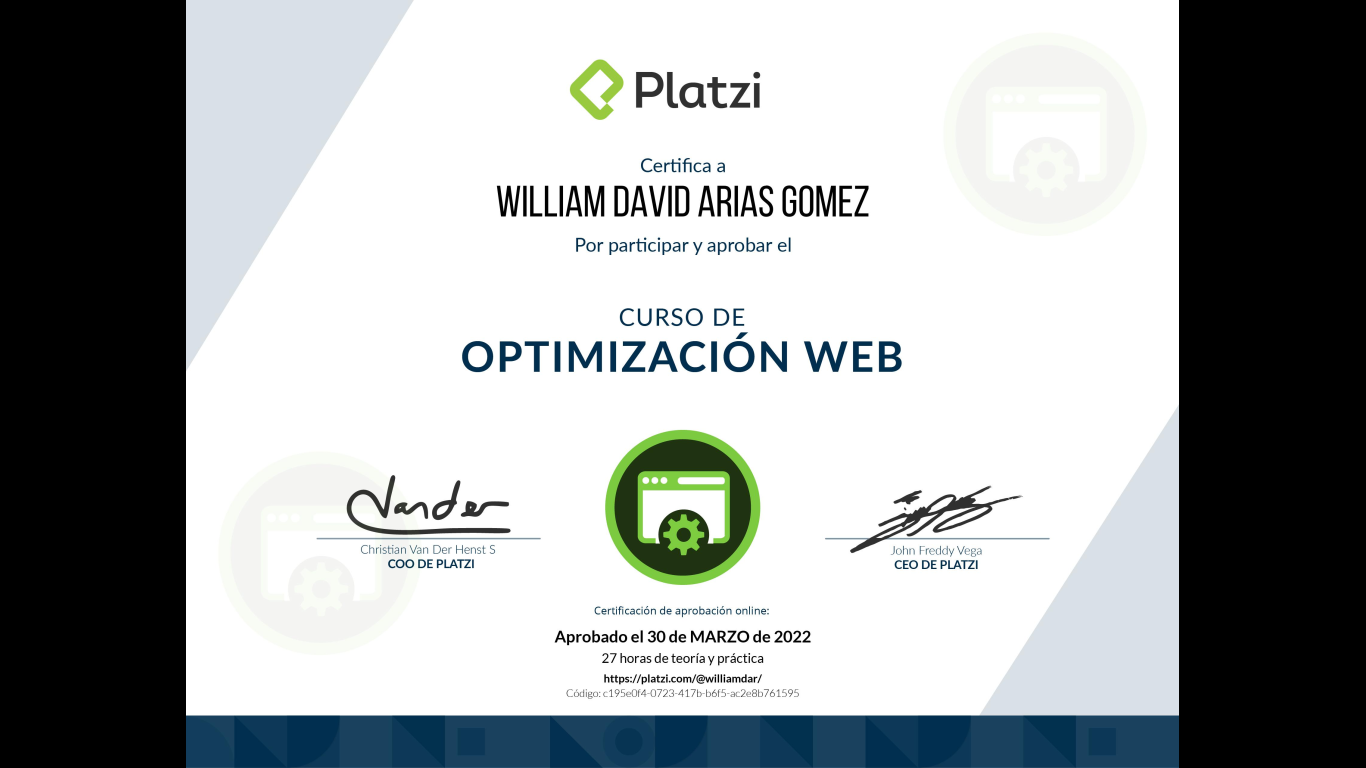 Platzi
Certifica a
WILLIAM DAVID ARIAS GOMEZ
Por participar y aprobar el
CURSO DE
OPTIMIZACIÓN WEB
Vander
Christian Van Der Henst S
COO DE PLATZI
John Freddy Vega
CEO DE PLATZI
Certificación de aprobación online:
Aprobado el 30 de MARZO de 2022
27 horas de teoría y práctica
https://platzi.com/@williamdar/
Código: c195e0f4-0723-417b-b6f5-ac2e8b761595